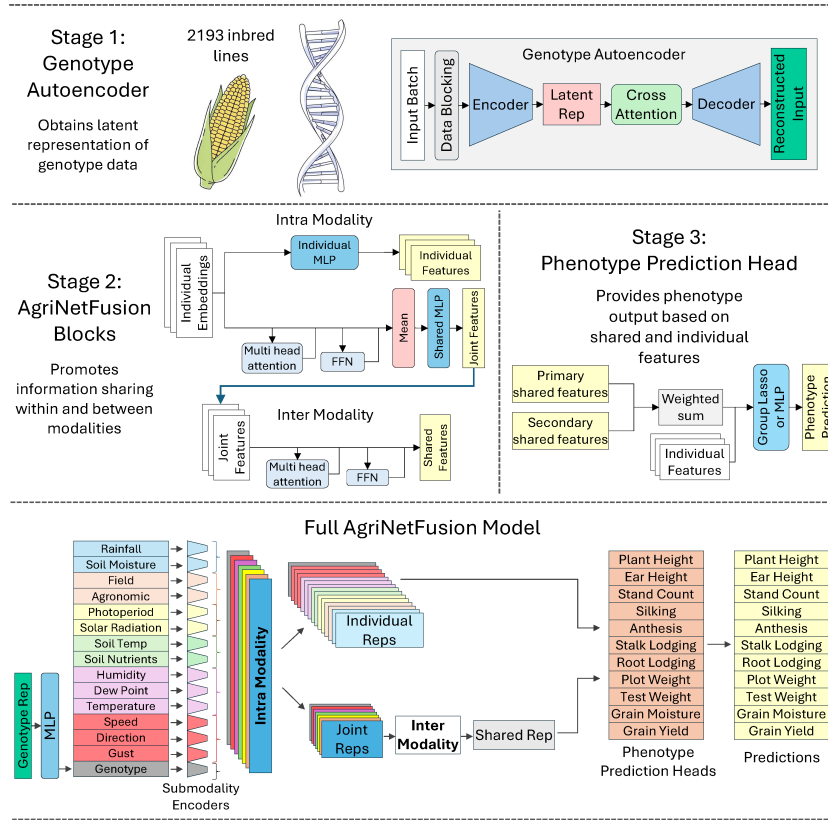 Stage 1:
Genotype
Autoencoder
Obtains latent
representation of
genotype data
2193 inbred
lines
Genotype Autoencoder
Input Batch
Data Blocking
Encoder
Latent
Rep
Cross
Attention
Decoder
Reconstructed
Input
Stage 2:
AgriNetFusion
Blocks
Promotes
information sharing
within and between
modalities
Intra Modality
Individual
Embeddings
Individual
MLP
Individual
Features
Multi head
attention
FFN
Mean
Shared MLP
Joint Features
Inter Modality
Joint
Features
Multi head
attention
FFN
Shared
Features
Stage 3:
Phenotype Prediction Head
Provides phenotype
output based on
shared and individual
features
Primary
shared features
Secondary
shared features
Weighted
sum
Individual
Features
Group Lasso
or MLP
Phenotype
Prediction
Full AgriNetFusion Model
Genotype Rep
MLP
Rainfall
Soil Moisture
Field
Agronomic
Photoperiod
Solar Radiation
Soil Temp
Soil Nutrients
Humidity
Dew Point
Temperature
Speed
Direction
Gust
Genotype
Submodality
Encoders
Intra Modality
Individual
Reps
Joint
Reps
Inter
Modality
Shared Rep
Plant Height
Ear Height
Stand Count
Silking
Anthesis
Stalk Lodging
Root Lodging
Plot Weight
Test Weight
Grain Moisture
Grain Yield
Phenotype
Prediction Heads
Plant Height
Ear Height
Stand Count
Silking
Anthesis
Stalk Lodging
Root Lodging
Plot Weight
Test Weight
Grain Moisture
Grain Yield
Predictions